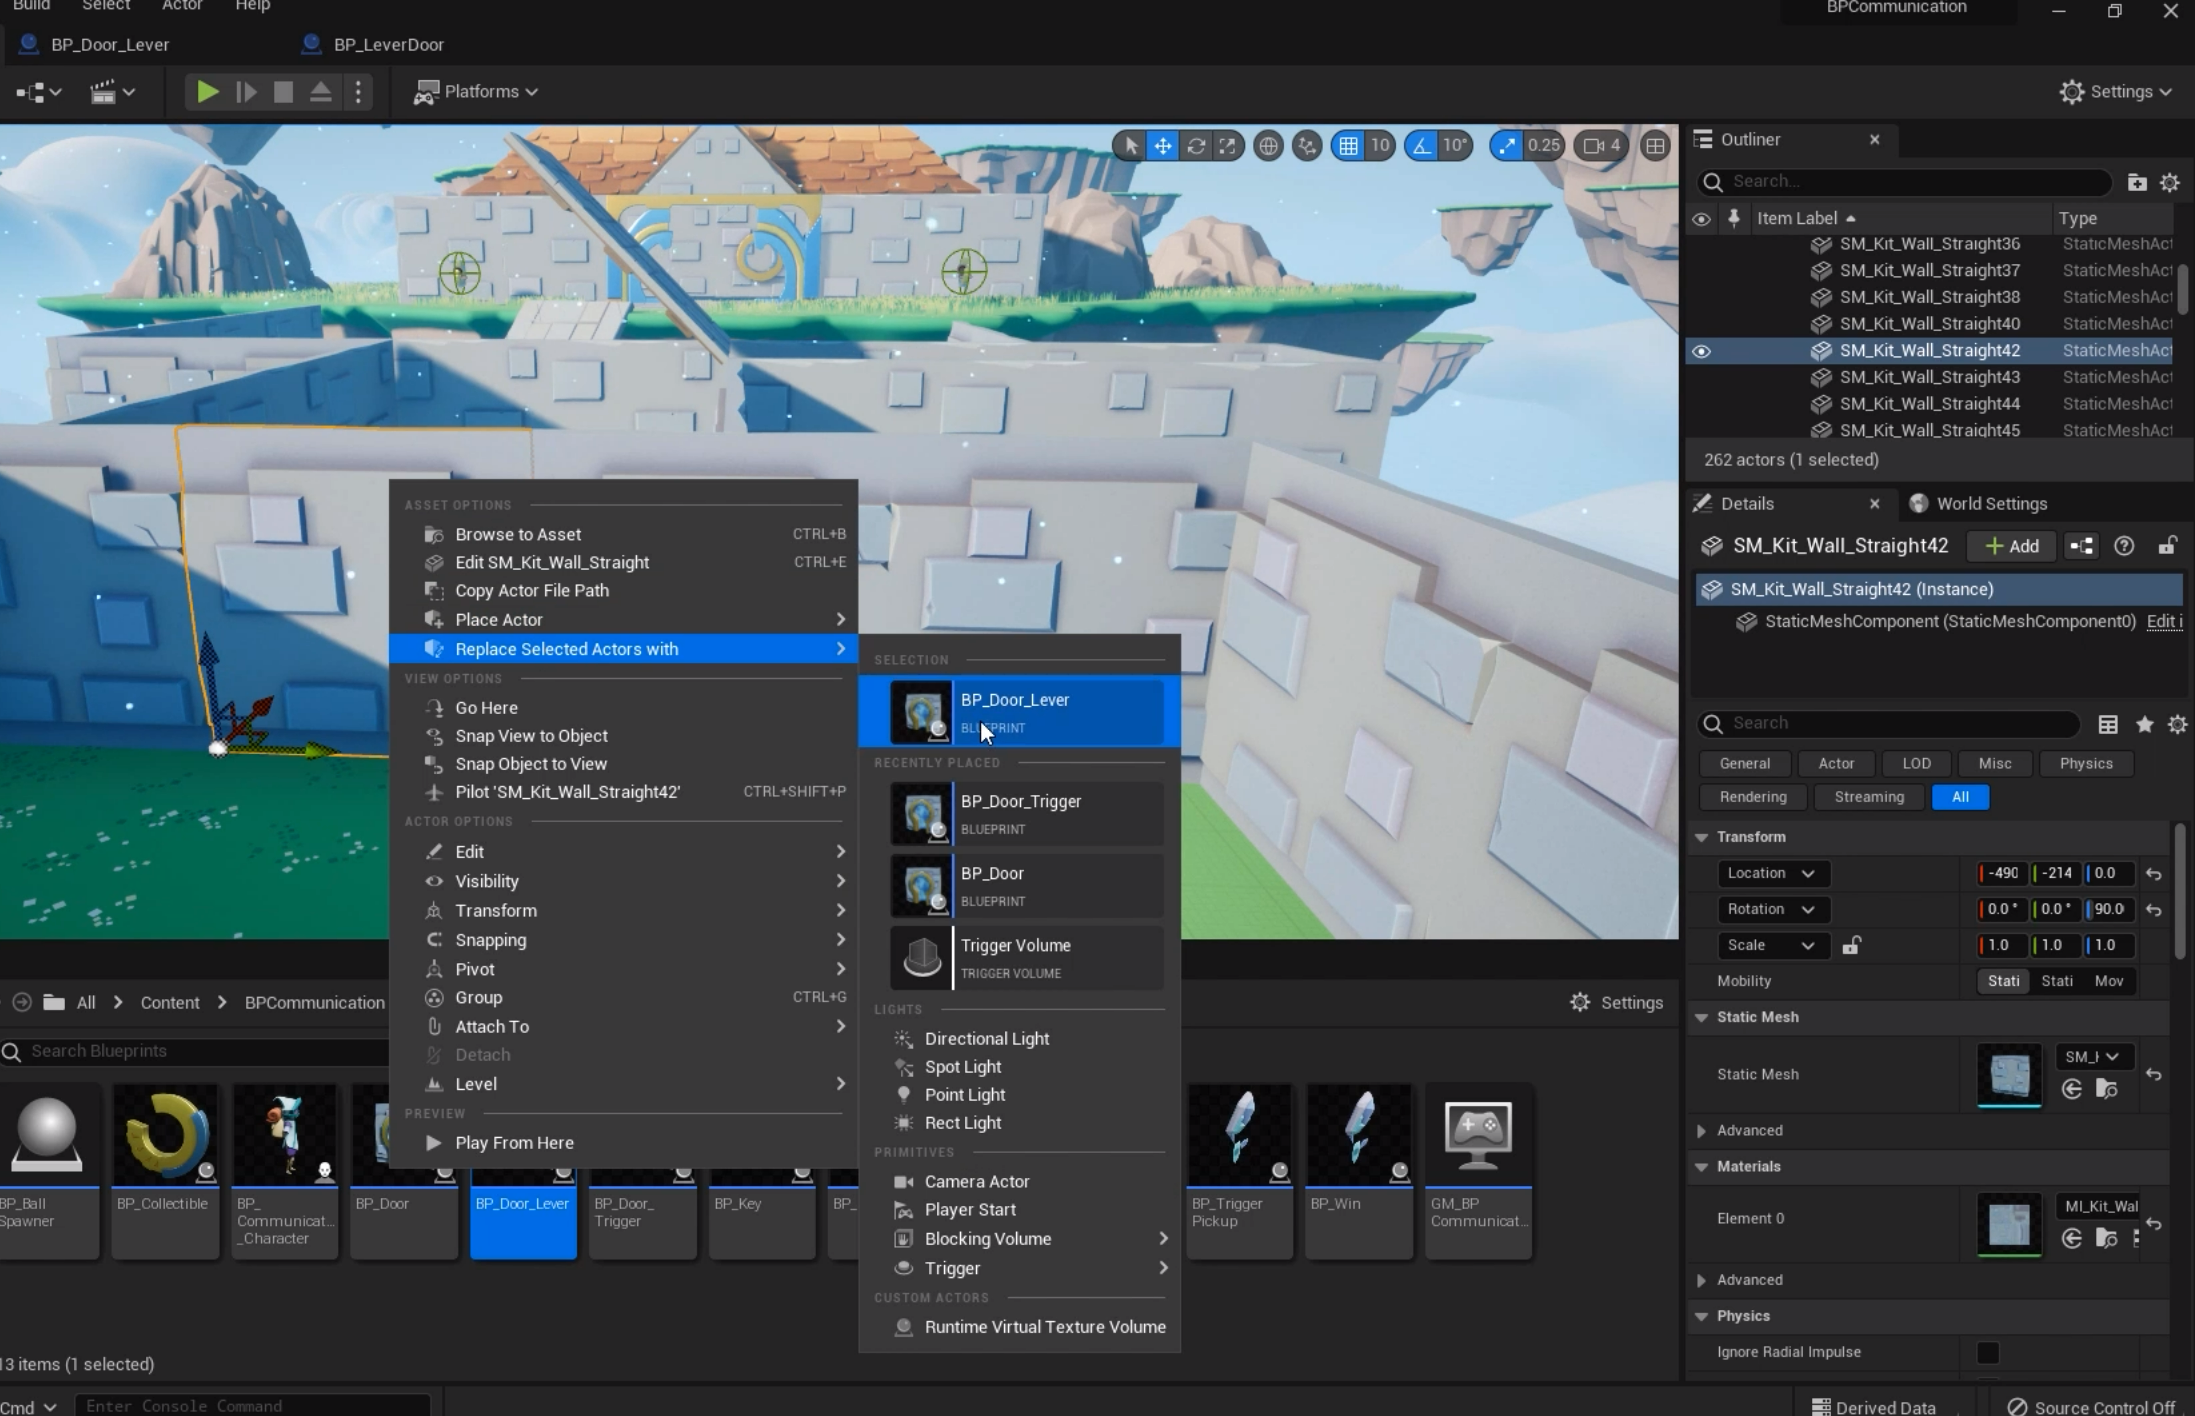 Build Select Actor Help BPCommunication
BP_Door_Lever BP_LeverDoor
Platforms Settings
10 10° 0.25 4
Outliner
Search...
Item Label Type
SM_Kit_Wall_Straight36 StaticMeshAct
SM_Kit_Wall_Straight37 StaticMeshAct
SM_Kit_Wall_Straight38 StaticMeshAct
SM_Kit_Wall_Straight40 StaticMeshAct
SM_Kit_Wall_Straight42 StaticMeshAct
SM_Kit_Wall_Straight43 StaticMeshAct
SM_Kit_Wall_Straight44 StaticMeshAct
SM_Kit_Wall_Straight45 StaticMeshAct
262 actors (1 selected)
Details World Settings
SM_Kit_Wall_Straight42 Add
SM_Kit_Wall_Straight42 (Instance)
StaticMeshComponent (StaticMeshComponent0) Edit i
Search
General Actor LOD Misc Physics
Rendering Streaming All
Transform
Location -490 -214 0.0
Rotation 0.0° 0.0° 90.0
Scale 1.0 1.0 1.0
Mobility Stati Stati Mov
Static Mesh
Static Mesh SM_
Advanced
Materials
Element 0 MI_Kit_Wal
Advanced
Physics
Ignore Radial Impulse
ASSET OPTIONS
Browse to Asset CTRL+B
Edit SM_Kit_Wall_Straight CTRL+E
Copy Actor File Path
Place Actor
Replace Selected Actors with
VIEW OPTIONS
Go Here
Snap View to Object
Snap Object to View
Pilot 'SM_Kit_Wall_Straight42' CTRL+SHIFT+P
ACTOR OPTIONS
Edit
Visibility
Transform
Snapping
Pivot
Group CTRL+G
Attach To
Detach
Level
PREVIEW
Play From Here
SELECTION
BP_Door_Lever
BLUEPRINT
RECENTLY PLACED
BP_Door_Trigger
BLUEPRINT
BP_Door
BLUEPRINT
Trigger Volume
TRIGGER VOLUME
LIGHTS
Directional Light
Spot Light
Point Light
Rect Light
PRIMITIVES
Camera Actor
Player Start
Blocking Volume
Trigger
CUSTOM ACTORS
Runtime Virtual Texture Volume
All Content BPCommunication Settings
Search Blueprints
BP_Ball
Spawner
BP_Collectible
BP_
Communicat...
_Character
BP_Door
BP_Door_Lever
BP_Door_
Trigger
BP_Key
BP_
BP_Trigger
Pickup
BP_Win
GM_BP
Communicat...
13 items (1 selected)
Cmd Enter Console Command Derived Data Source Control Off